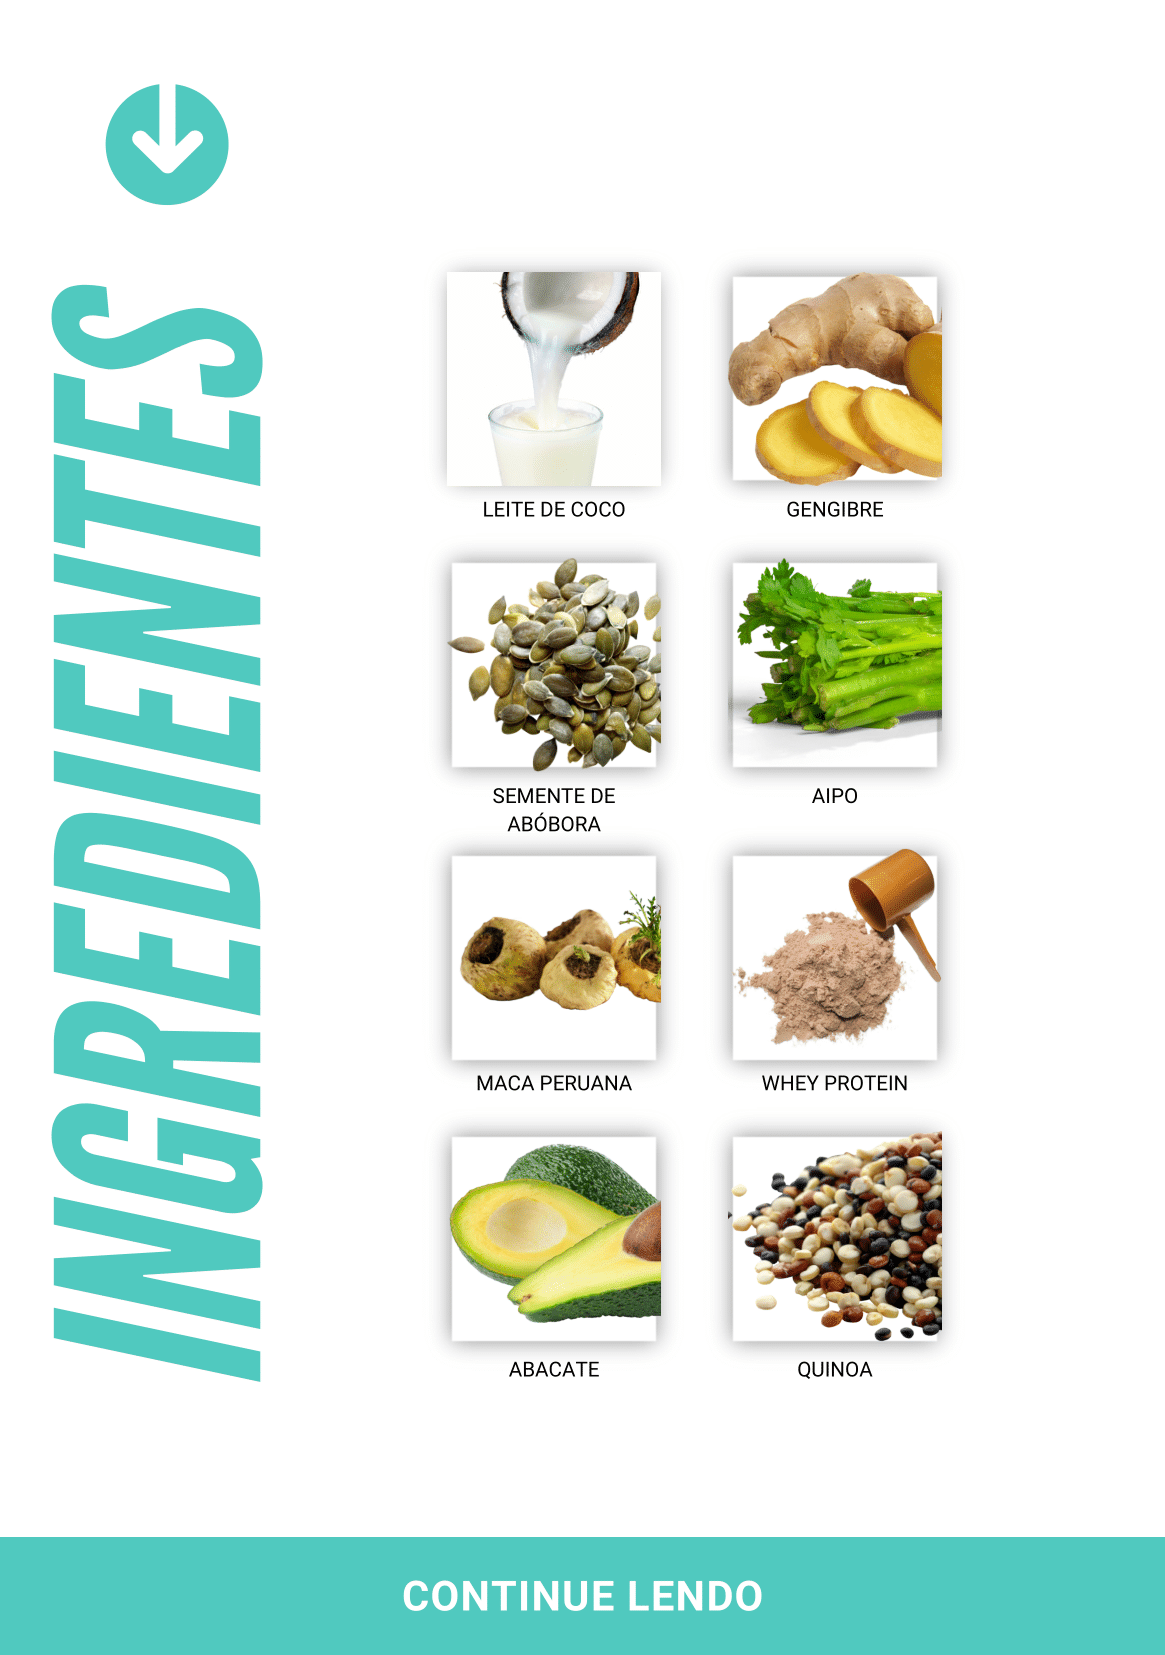 INGREDIENTES
LEITE DE COCO
GENGIBRE
SEMENTE DE
ABÓBORA
AIPO
MACA PERUANA
WHEY PROTEIN
ABACATE
QUINOA
CONTINUE LENDO